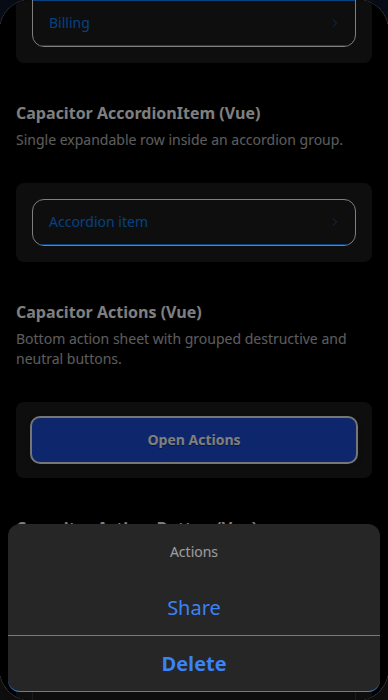 Billing
Capacitor AccordionItem (Vue)
Single expandable row inside an accordion group.
Accordion item
Capacitor Actions (Vue)
Bottom action sheet with grouped destructive and
neutral buttons.
Open Actions
Actions
Share
Delete